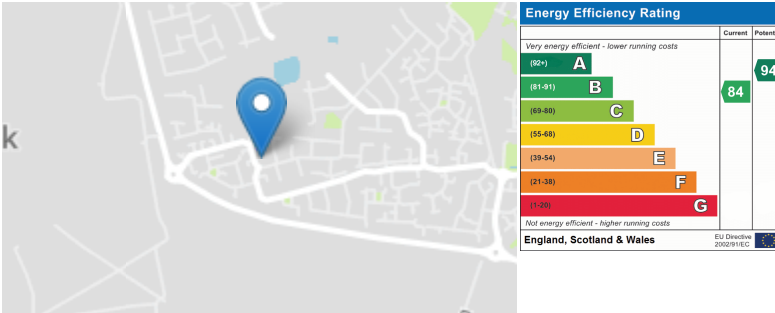 k
Energy Efficiency Rating
Current Potent
Very energy efficient - lower running costs
(92+) A
(81-91) B
(69-80) C
(55-68) D
(39-54) E
(21-38) F
(1-20) G
94
84
Not energy efficient - higher running costs
England, Scotland & Wales
EU Directive
2002/91/EC